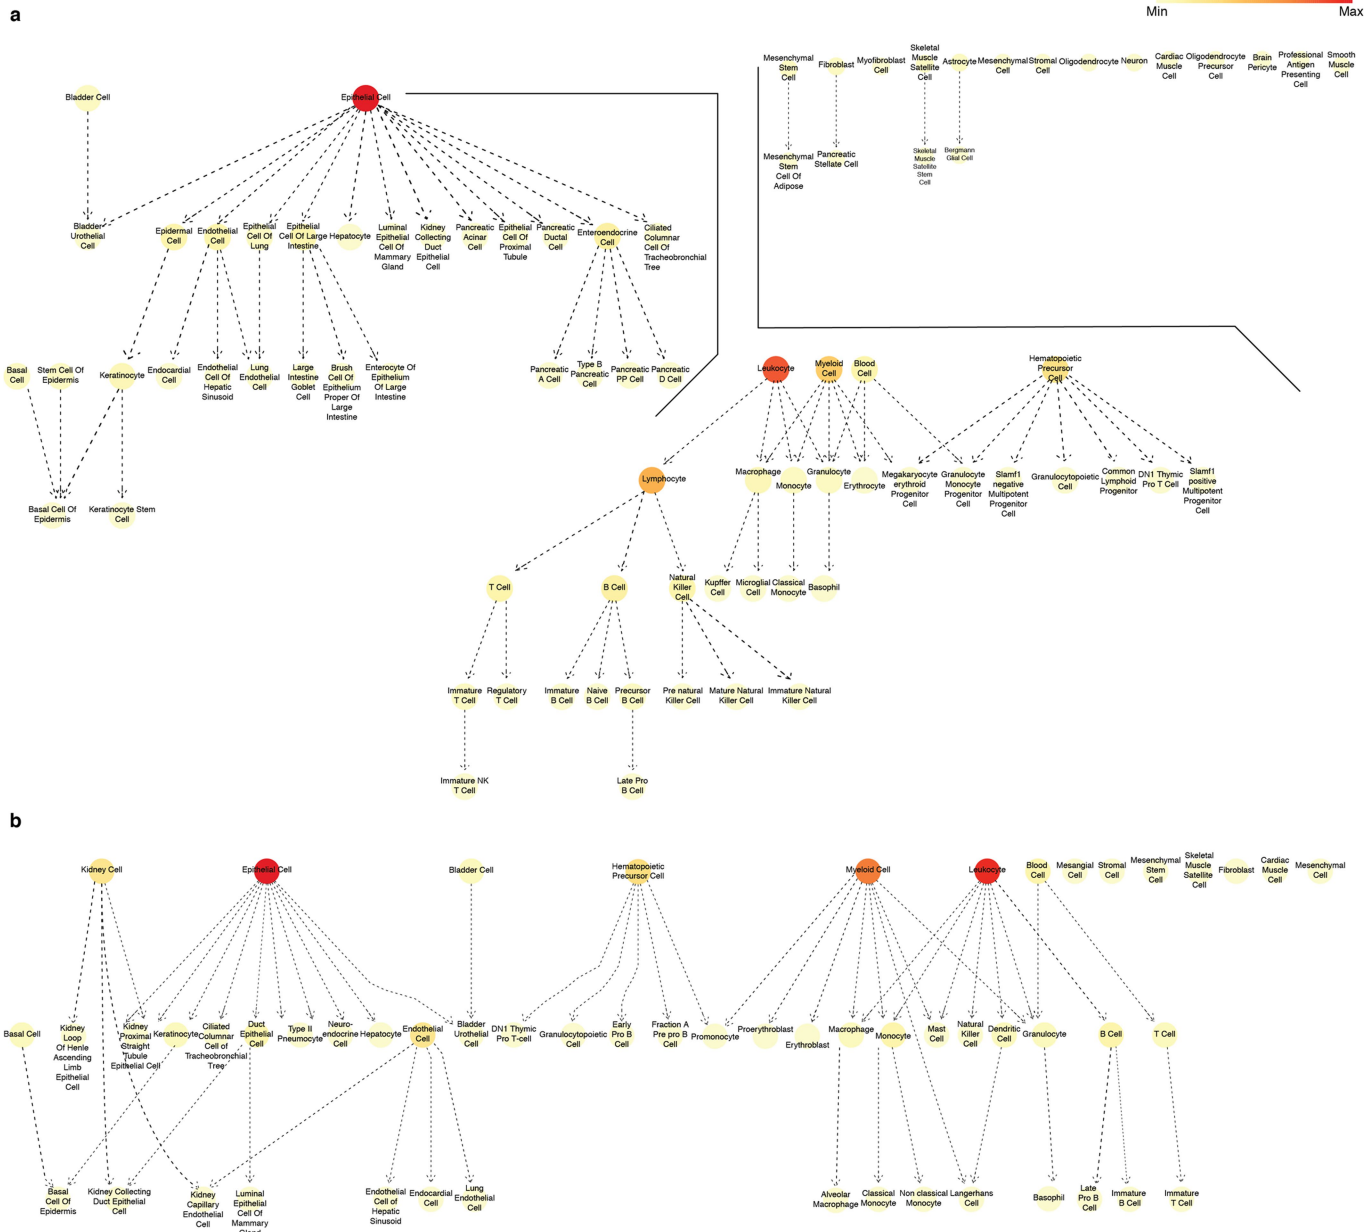 a
Min
Max
Mesenchymal
Stem
Cell
Fibroblast
Myofibroblast
Cell
Skeletal
Muscle
Satellite
Cell
Astrocyte
Mesenchymal
Cell
Stromal
Cell
Oligodendrocyte
Neuron
Cardiac
Muscle
Cell
Oligodendrocyte
Precursor
Cell
Brain
Pericyte
Professional
Antigen
Presenting
Cell
Smooth
Muscle
Cell
Bladder Cell
Epithelial Cell
Mesenchymal
Stem
Cell Of
Adipose
Pancreatic
Stellate Cell
Skeletal
Muscle
Satellite
Stem
Cell
Bergmann
Glial Cell
Bladder
Urothelial
Cell
Epidermal
Cell
Endothelial
Cell
Epithelial
Cell Of
Lung
Epithelial
Cell Of Large
Intestine
Hepatocyte
Luminal
Epithelial
Cell Of
Mammary
Gland
Kidney
Collecting
Duct
Epithelial
Cell
Pancreatic
Acinar
Cell
Epithelial
Cell Of
Proximal
Tubule
Pancreatic
Ductal
Cell
Enteroendocrine
Cell
Ciliated
Columnar
Cell Of
Tracheobronchial
Tree
Basal
Cell
Stem Cell Of
Epidermis
Keratinocyte
Endocardial
Cell
Endothelial
Cell Of
Hepatic
Sinusoid
Lung
Endothelial
Cell
Large
Intestine
Goblet
Cell
Brush
Cell Of
Epithelium
Proper Of
Large
Intestine
Enterocyte Of
Epithelium
Of Large
Intestine
Pancreatic
A Cell
Type B
Pancreatic
Cell
Pancreatic
PP Cell
Pancreatic
D Cell
Leukocyte
Myeloid
Cell
Blood
Cell
Hematopoietic
Precursor
Cell
Basal Cell Of
Epidermis
Keratinocyte Stem
Cell
Lymphocyte
Macrophage
Monocyte
Granulocyte
Erythrocyte
Megakaryocyte
erythroid
Progenitor
Cell
Granulocyte
Monocyte
Progenitor
Cell
Slamf1
negative
Multipotent
Progenitor
Cell
Granulocytopoietic
Cell
Common
Lymphoid
Progenitor
DN1 Thymic
Pro T Cell
Slamf1
positive
Multipotent
Progenitor
Cell
T Cell
B Cell
Natural
Killer
Cell
Kupffer
Cell
Microglial
Cell
Classical
Monocyte
Basophil
Immature
T Cell
Regulatory
T Cell
Immature
B Cell
Naive
B Cell
Precursor
B Cell
Pre natural
Killer Cell
Mature Natural
Killer Cell
Immature Natural
Killer Cell
Immature NK
T Cell
Late Pro
B Cell
b
Kidney Cell
Epithelial Cell
Bladder Cell
Hematopoietic
Precursor Cell
Myeloid Cell
Leukocyte
Blood
Cell
Mesangial
Cell
Stromal
Cell
Mesenchymal
Stem
Cell
Skeletal
Muscle
Satellite
Cell
Fibroblast
Cardiac
Muscle
Cell
Mesenchymal
Cell
Basal Cell
Kidney
Loop
Of Henle
Ascending
Limb
Epithelial
Cell
Kidney
Proximal
Straight
Tubule
Epithelial Cell
Keratinocyte
Ciliated
Columnar
Cell of
Tracheobronchial
Tree
Duct
Epithelial
Cell
Type II
Pneumocyte
Neuro-
endocrine
Cell
Hepatocyte
Endothelial
Cell
Bladder
Urothelial
Cell
DN1 Thymic
Pro T-cell
Granulocytopoietic
Cell
Early
Pro B
Cell
Fraction A
Pre pro B
Cell
Promonocyte
Proerythroblast
Erythroblast
Macrophage
Monocyte
Mast
Cell
Natural
Killer
Cell
Dendritic
Cell
Granulocyte
B Cell
T Cell
Basal
Cell Of
Epidermis
Kidney Collecting
Duct Epithelial
Cell
Kidney
Capillary
Endothelial
Cell
Luminal
Epithelial
Cell Of
Mammary
Gland
Endothelial
Cell of
Hepatic
Sinusoid
Endocardial
Cell
Lung
Endothelial
Cell
Alveolar
Macrophage
Classical
Monocyte
Non classical
Monocyte
Langerhans
Cell
Basophil
Late
Pro B
Cell
Immature
B Cell
Immature
T Cell